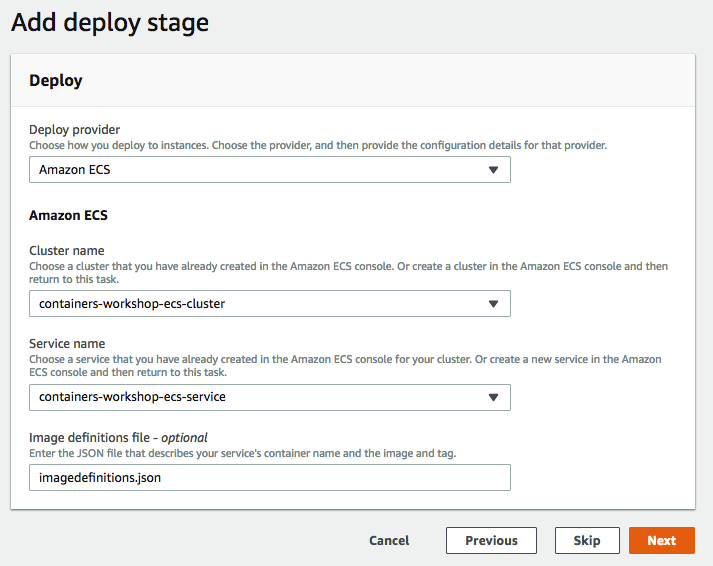 Add deploy stage
Deploy
Deploy provider
Choose how you deploy to instances. Choose the provider, and then provide the configuration details for that provider.
Amazon ECS
Amazon ECS
Cluster name
Choose a cluster that you have already created in the Amazon ECS console. Or create a cluster in the Amazon ECS console and then
return to this task.
containers-workshop-ecs-cluster
Service name
Choose a service that you have already created in the Amazon ECS console for your cluster. Or create a new service in the Amazon
ECS console and then return to this task.
containers-workshop-ecs-service
Image definitions file - optional
Enter the JSON file that describes your service's container name and the image and tag.
imagedefinitions.json
Cancel Previous Skip Next